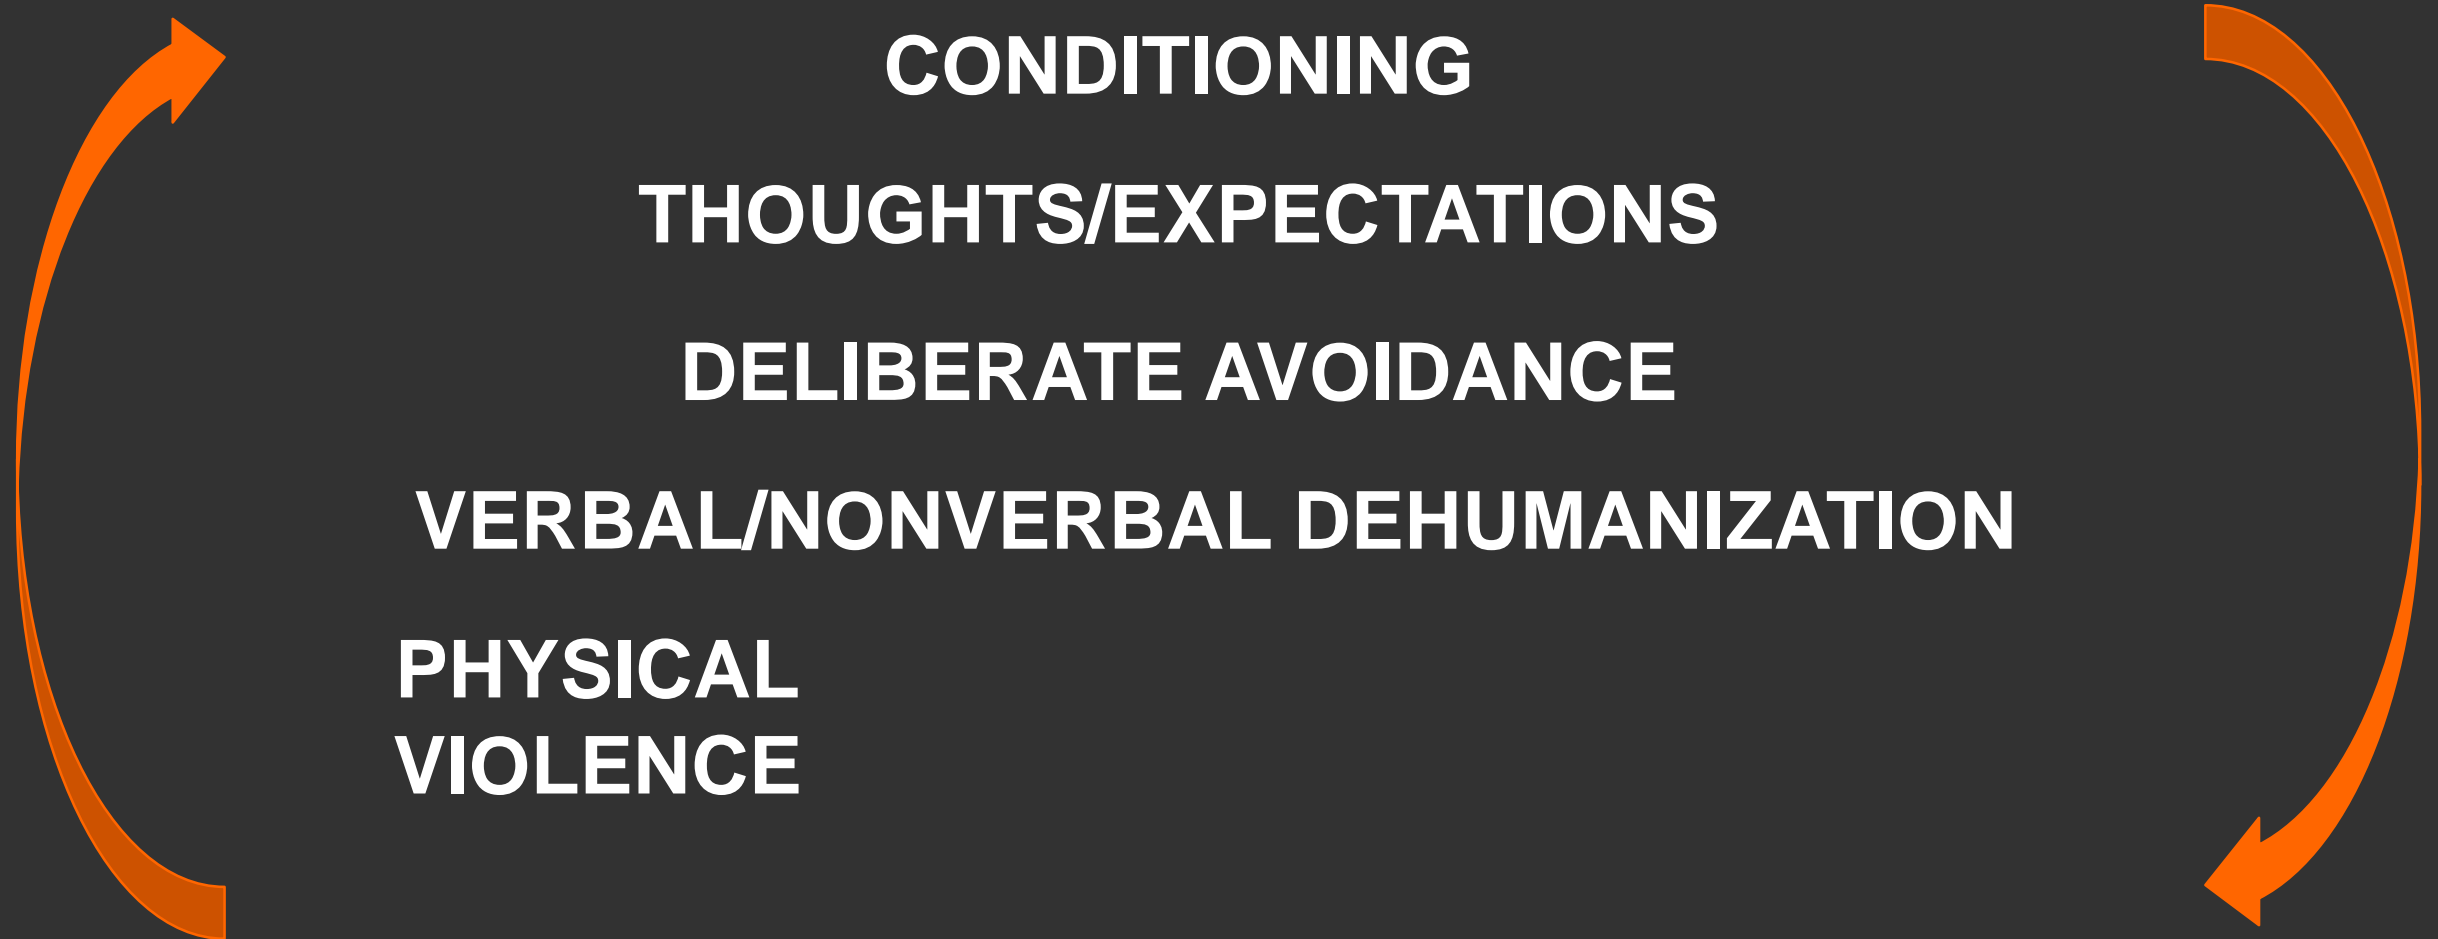 CONDITIONING
THOUGHTS/EXPECTATIONS
DELIBERATE AVOIDANCE
VERBAL/NONVERBAL DEHUMANIZATION
PHYSICAL
VIOLENCE